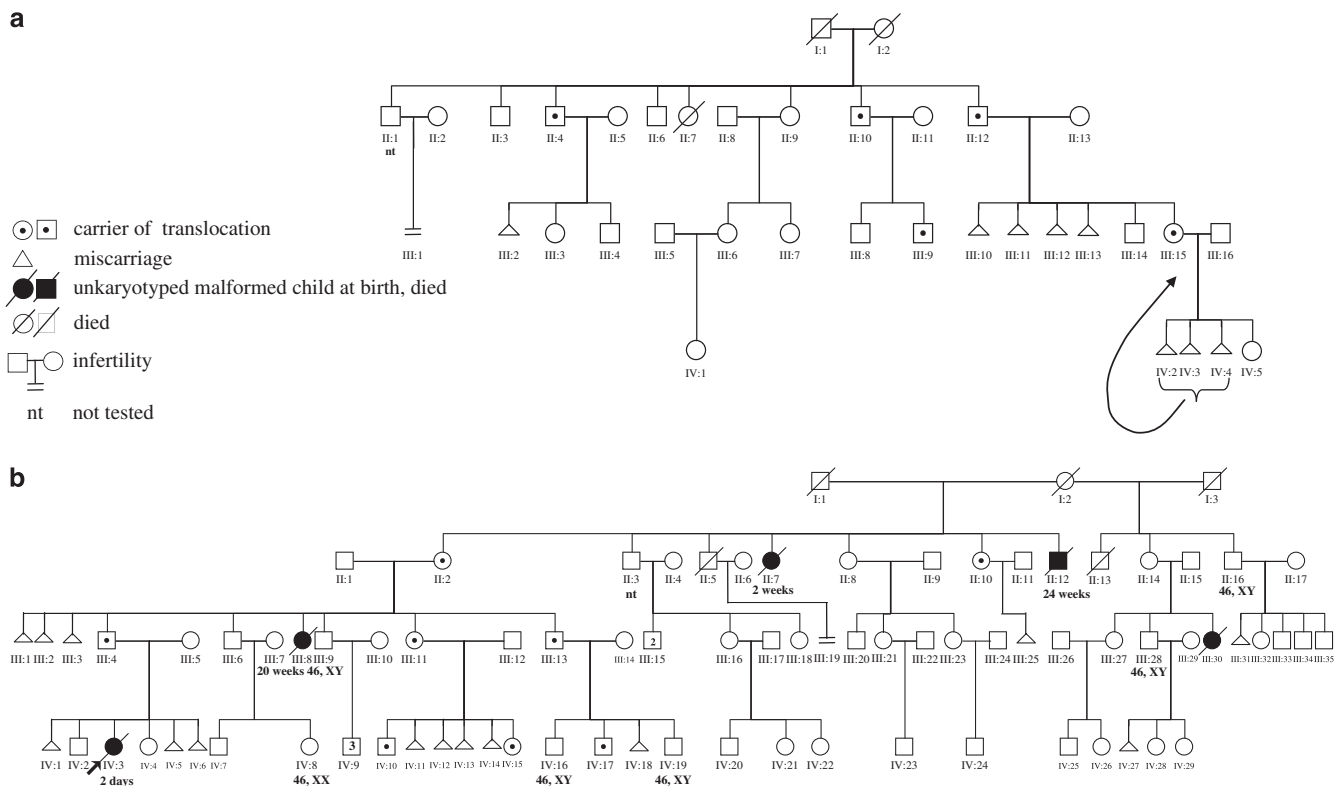 a
I:1 I:2
II:1 II:2 II:3 II:4 II:5 II:6 II:7 II:8 II:9 II:10 II:11 II:12 II:13
nt
carrier of translocation
III:1 III:2 III:3 III:4 III:5 III:6 III:7 III:8 III:9 III:10 III:11 III:12 III:13 III:14 III:15 III:16
miscarriage
unkaryotyped malformed child at birth, died
died
infertility
IV:1 IV:2 IV:3 IV:4 IV:5
nt not tested
b
I:1 I:2 I:3
II:1 II:2 II:3 II:4 II:5 II:6 II:7 II:8 II:9 II:10 II:11 II:12 II:13 II:14 II:15 II:16 II:17
nt 2 weeks 24 weeks 46, XY
2
III:1 III:2 III:3 III:4 III:5 III:6 III:7 III:8 III:9 III:10 III:11 III:12 III:13 III:14 III:15 III:16 III:17 III:18 III:19 III:20 III:21 III:22 III:23 III:24 III:25 III:26 III:27 III:28 III:29 III:30 III:31 III:32 III:33 III:34 III:35
20 weeks 46, XY 46, XY
3
IV:1 IV:2 IV:3 IV:4 IV:5 IV:6 IV:7 IV:8 IV:9 IV:10 IV:11 IV:12 IV:13 IV:14 IV:15 IV:16 IV:17 IV:18 IV:19 IV:20 IV:21 IV:22 IV:23 IV:24 IV:25 IV:26 IV:27 IV:28 IV:29
2 days 46, XX 46, XY 46, XY